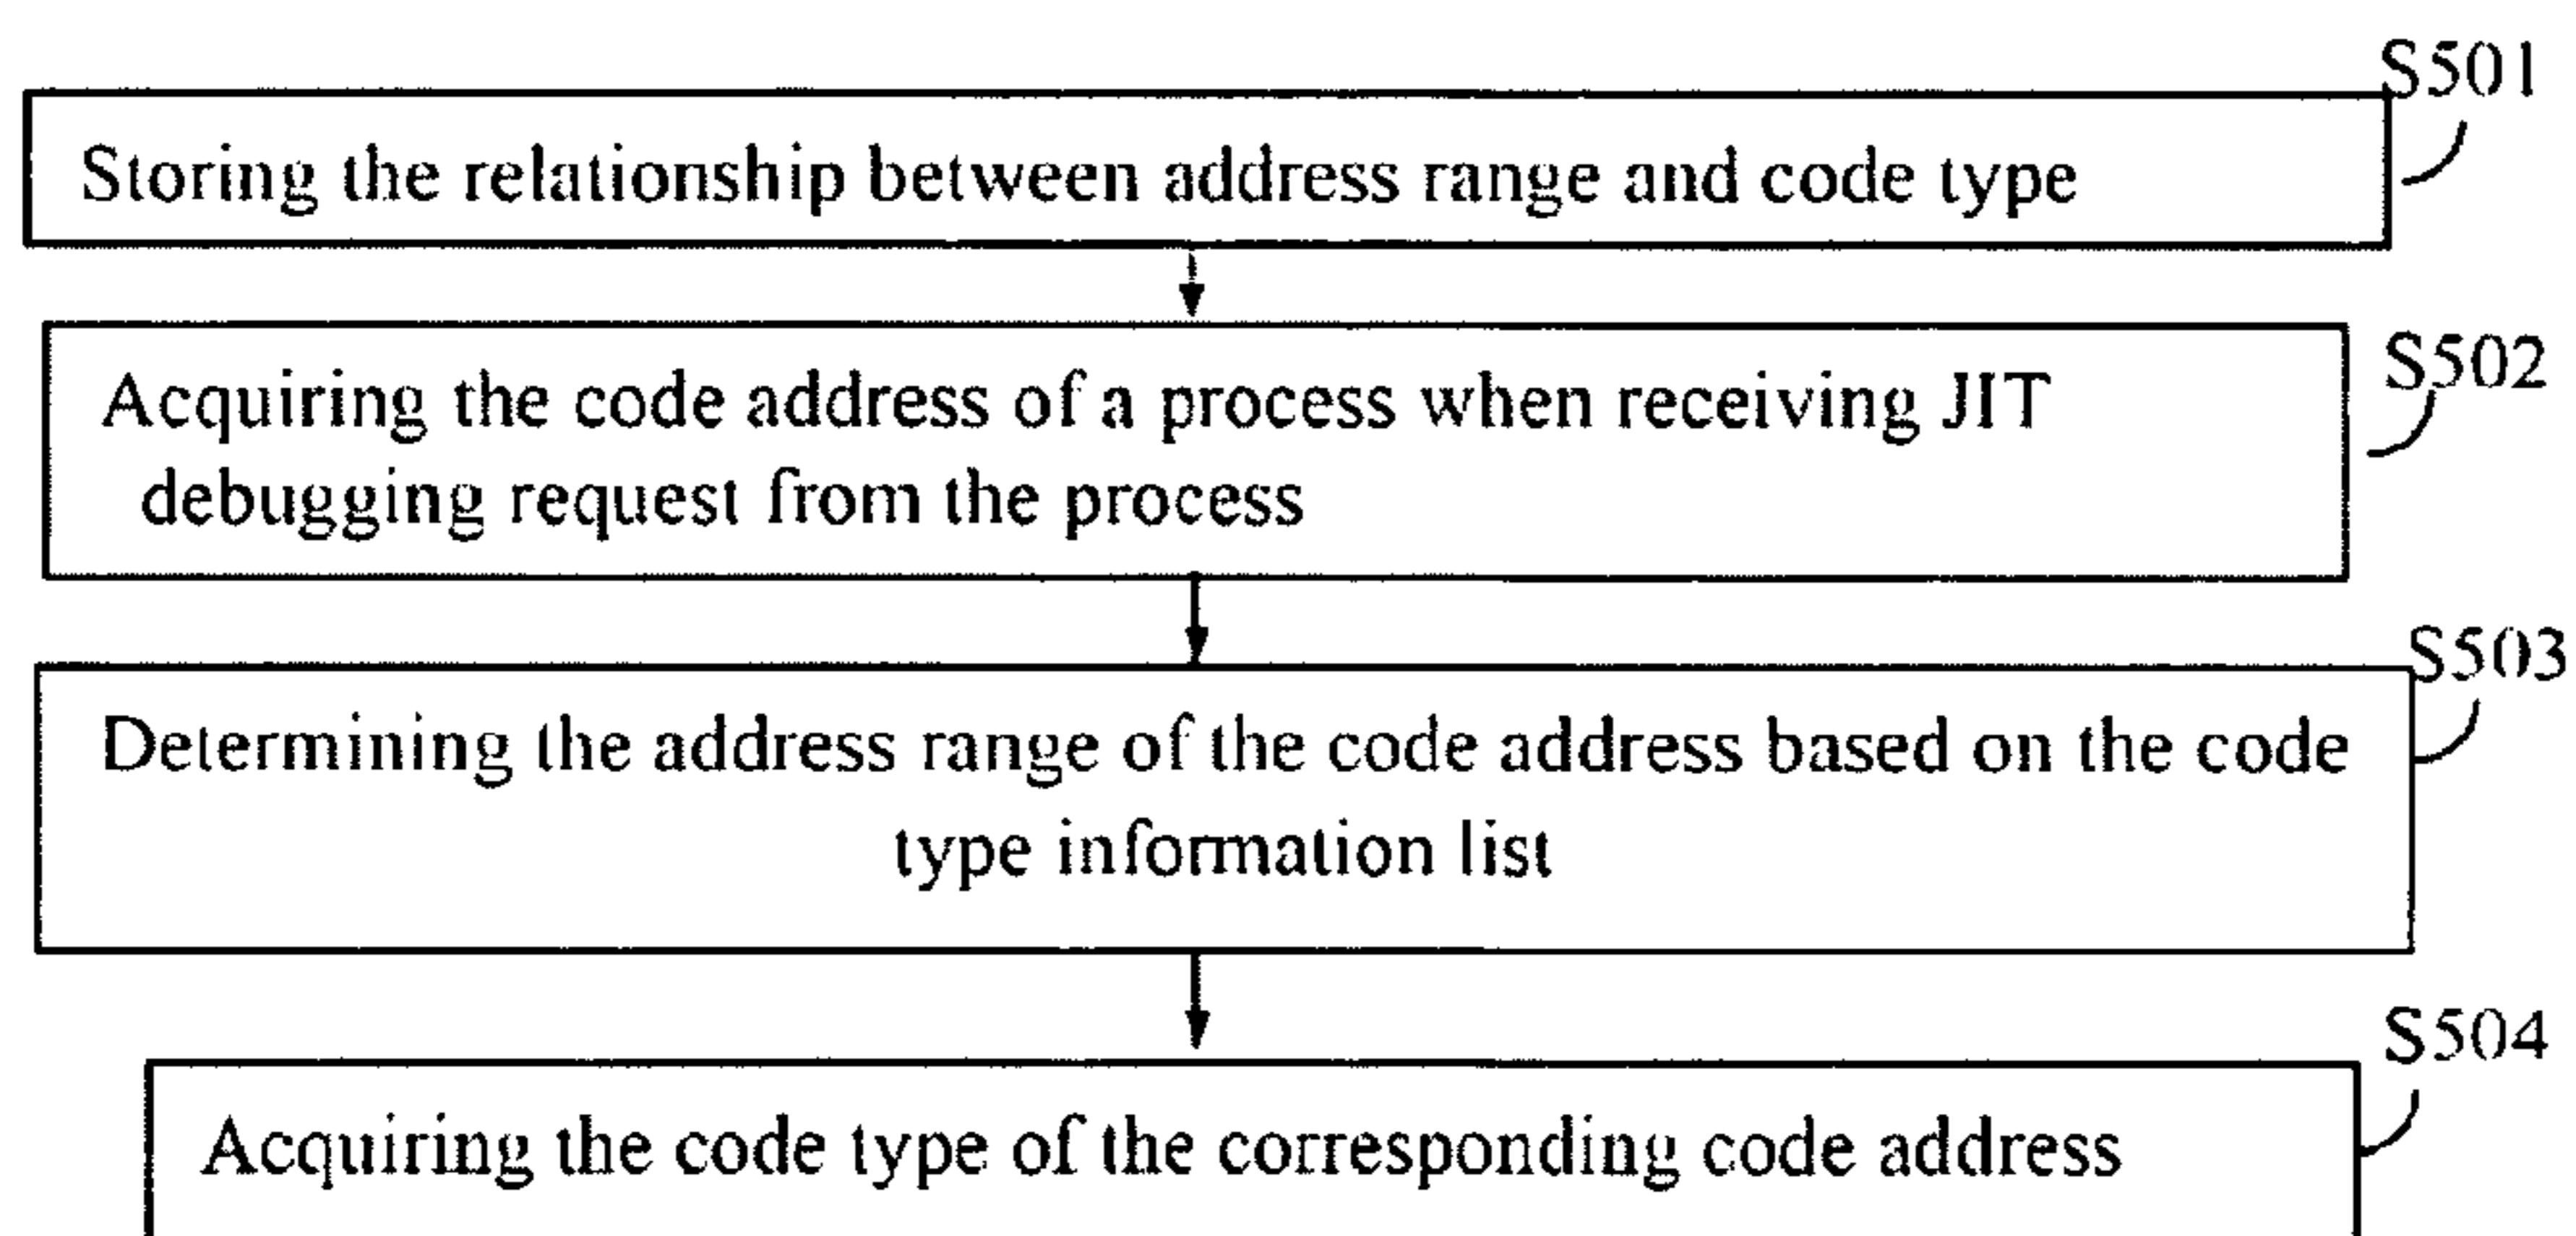 S501
Storing the relationship between address range and code type
S502
Acquiring the code address of a process when receiving JIT
debugging request from the process
S503
Determining the address range of the code address based on the code
type information list
S504
Acquiring the code type of the corresponding code address